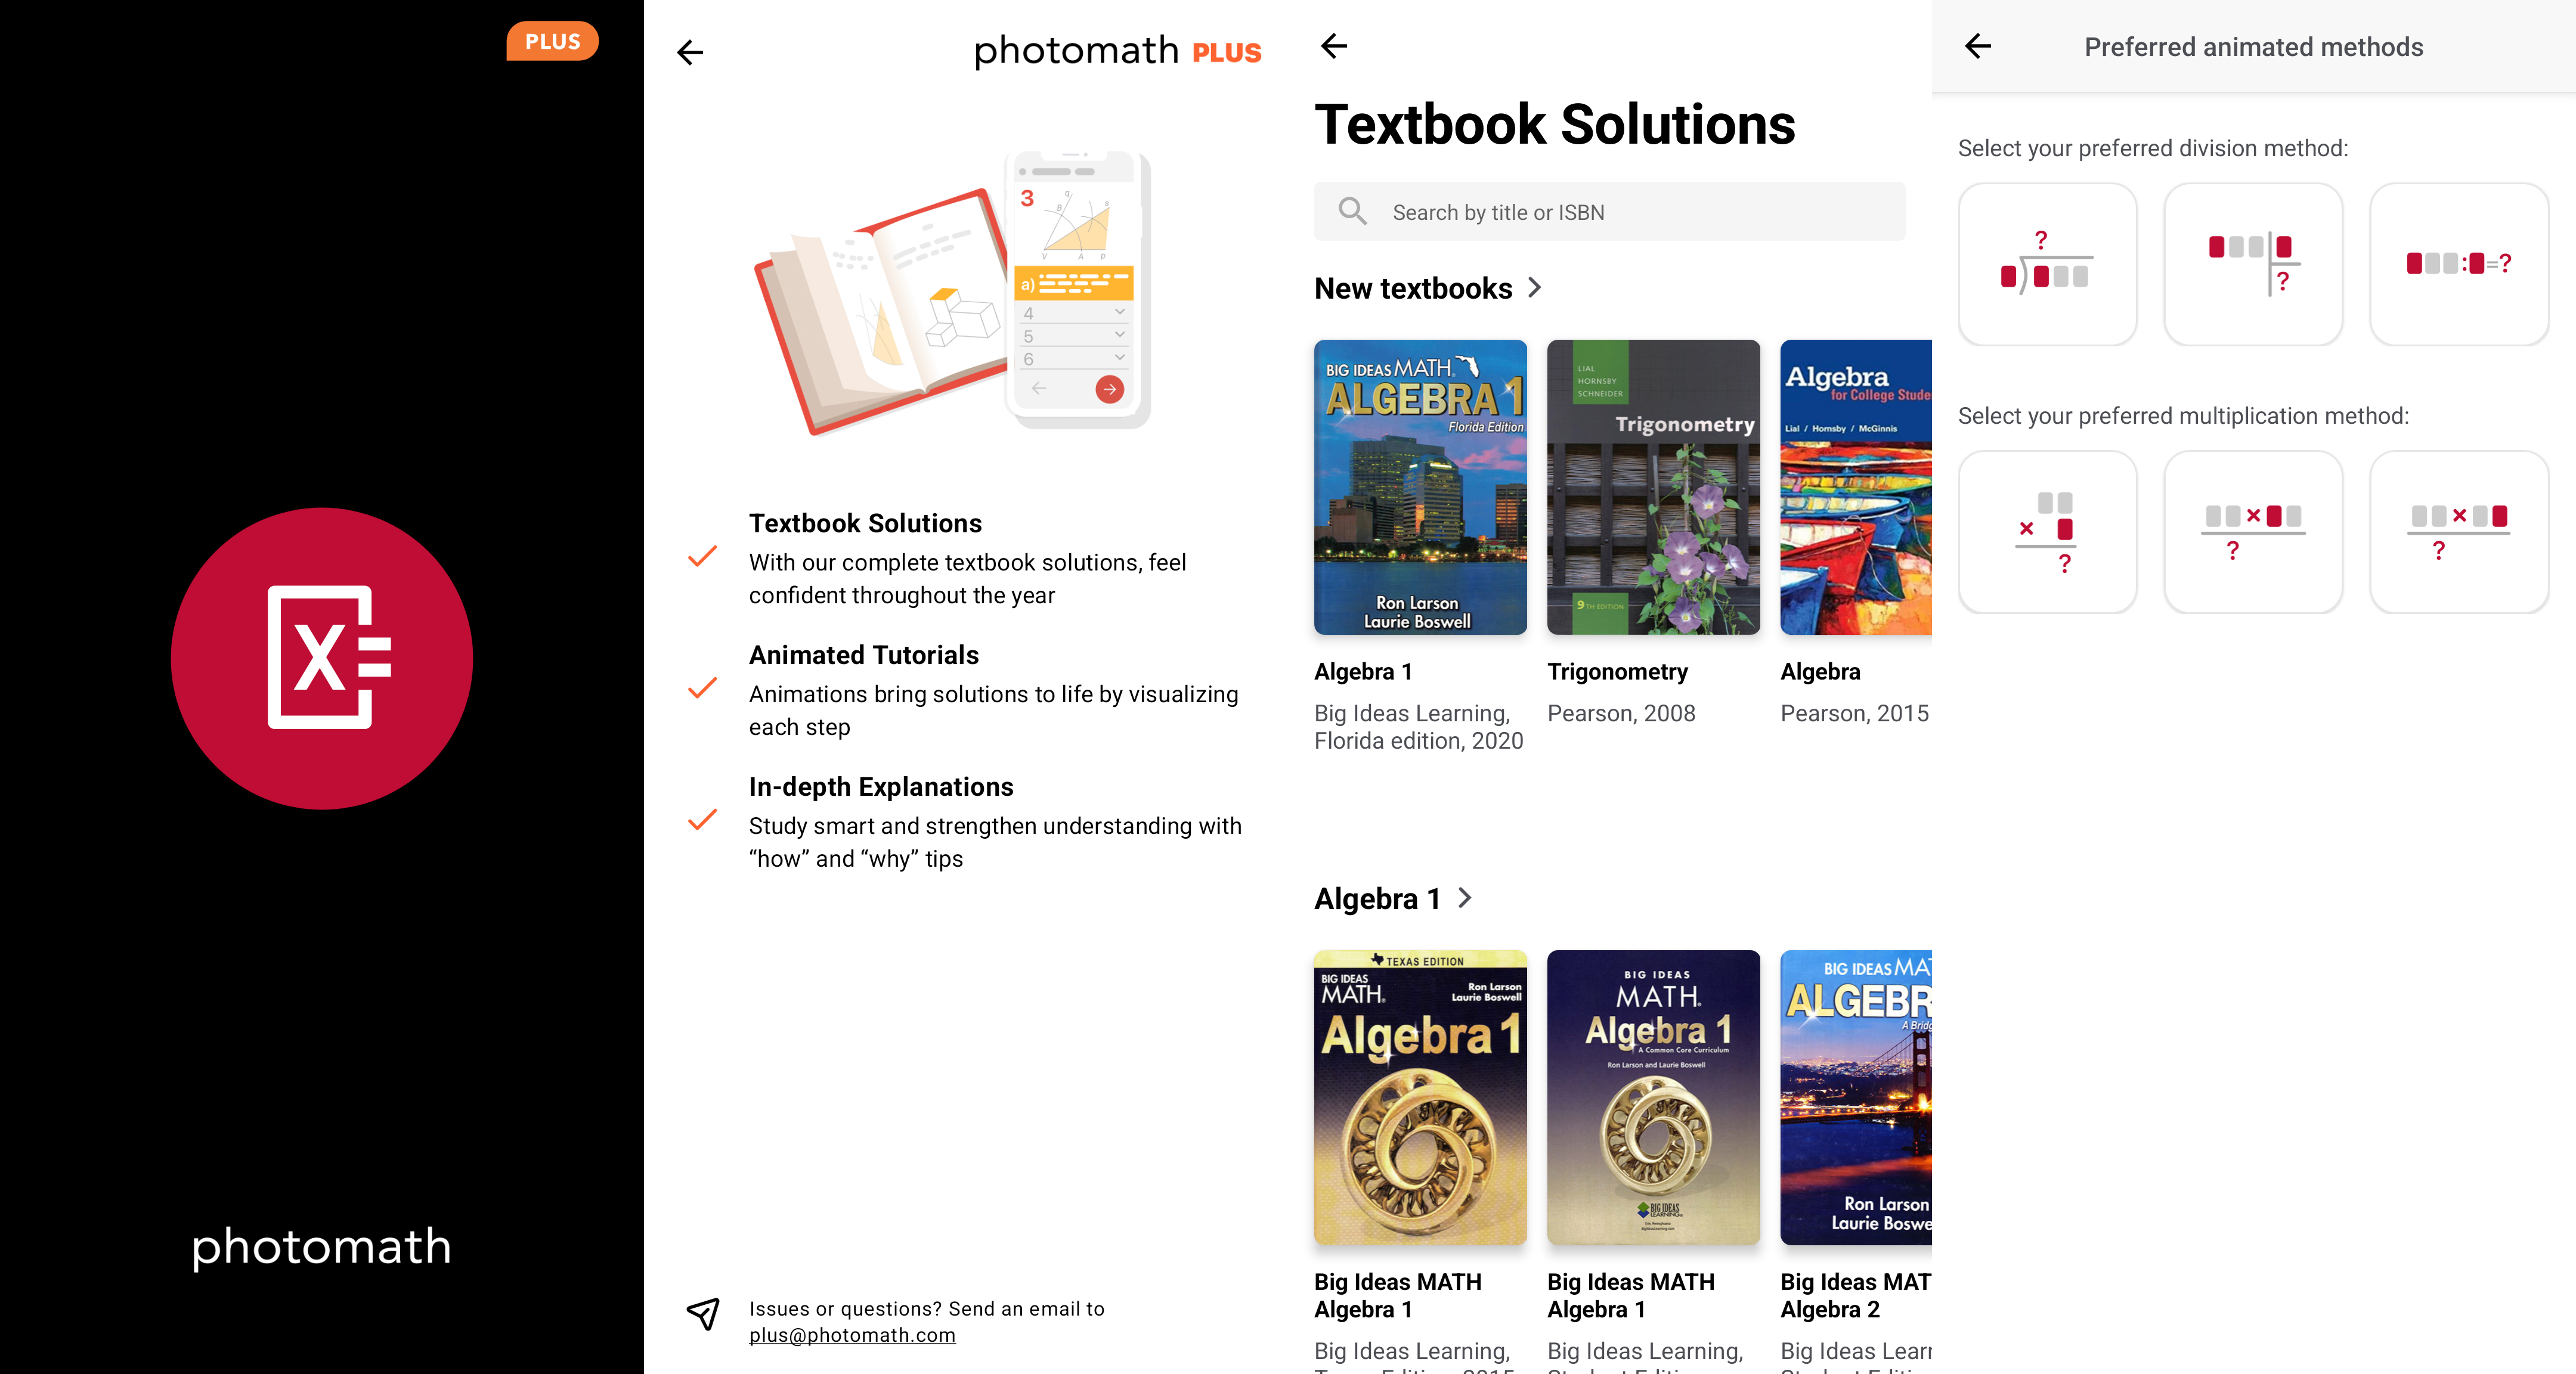 PLUS
X=
photomath
photomath PLUS
3
q
B
s
V A P
a)
4
5
6
Textbook Solutions
With our complete textbook solutions, feel
confident throughout the year
Animated Tutorials
Animations bring solutions to life by visualizing
each step
In-depth Explanations
Study smart and strengthen understanding with
“how” and “why” tips
Issues or questions? Send an email to
plus@photomath.com
Textbook Solutions
Search by title or ISBN
New textbooks
BIG IDEAS MATH
ALGEBRA 1
Florida Edition
Ron Larson
Laurie Boswell
LIAL
HORNSBY
SCHNEIDER
Trigonometry
9TH EDITION
Algebra
for College Stude
Lial / Hornsby / McGinnis
Algebra 1
Big Ideas Learning,
Florida edition, 2020
Trigonometry
Pearson, 2008
Algebra
Pearson, 2015
Algebra 1
TEXAS EDITION
BIG IDEAS
MATH
Ron Larson
Laurie Boswell
Algebra 1
BIG IDEAS
MATH
Algebra 1
A Common Core Curriculum
Ron Larson and Laurie Boswell
BIG IDEAS
LEARNING
BIG IDEAS MA
ALGEBR
A Bridg
Ron Larson
Laurie Boswe
Big Ideas MATH
Algebra 1
Big Ideas Learning,
Big Ideas MATH
Algebra 1
Big Ideas Learning,
Big Ideas MAT
Algebra 2
Big Ideas Lear
Preferred animated methods
Select your preferred division method:
?
?
:=?
Select your preferred multiplication method:
×
?
×
?
×
?